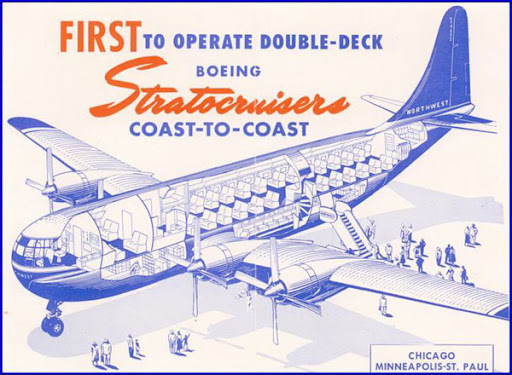 FIRST TO OPERATE DOUBLE-DECK
BOEING
Stratocruisers
COAST-TO-COAST
NORTHWEST
CHICAGO
MINNEAPOLIS-ST. PAUL